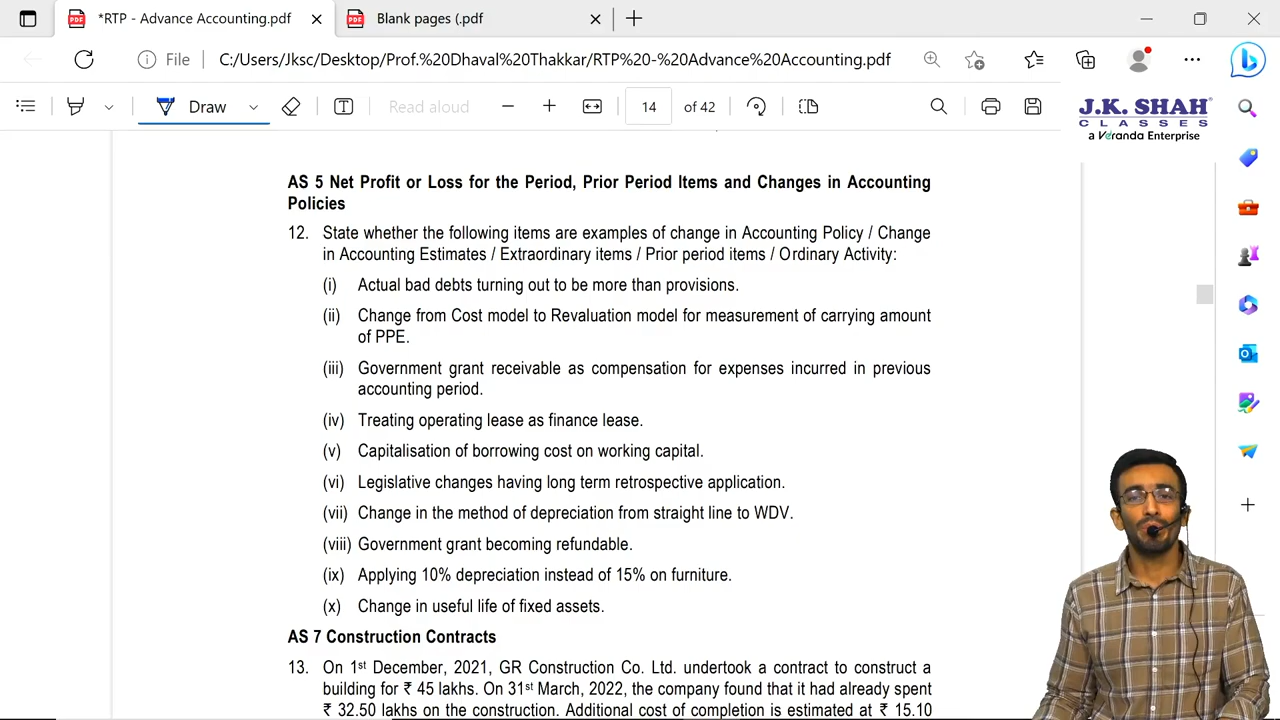 *RTP - Advance Accounting.pdf
Blank pages (.pdf
File
C:/Users/Jksc/Desktop/Prof.%20Dhaval%20Thakkar/RTP%20-%20Advance%20Accounting.pdf
Draw
Read aloud
14 of 42
J.K. SHAH
CLASSES
a Veranda Enterprise
AS 5 Net Profit or Loss for the Period, Prior Period Items and Changes in Accounting
Policies
12. State whether the following items are examples of change in Accounting Policy / Change
in Accounting Estimates / Extraordinary items / Prior period items / Ordinary Activity:
(i) Actual bad debts turning out to be more than provisions.
(ii) Change from Cost model to Revaluation model for measurement of carrying amount
of PPE.
(iii) Government grant receivable as compensation for expenses incurred in previous
accounting period.
(iv) Treating operating lease as finance lease.
(v) Capitalisation of borrowing cost on working capital.
(vi) Legislative changes having long term retrospective application.
(vii) Change in the method of depreciation from straight line to WDV.
(viii) Government grant becoming refundable.
(ix) Applying 10% depreciation instead of 15% on furniture.
(x) Change in useful life of fixed assets.
AS 7 Construction Contracts
13. On 1st December, 2021, GR Construction Co. Ltd. undertook a contract to construct a
building for ₹ 45 lakhs. On 31st March, 2022, the company found that it had already spent
₹ 32.50 lakhs on the construction. Additional cost of completion is estimated at ₹ 15.10